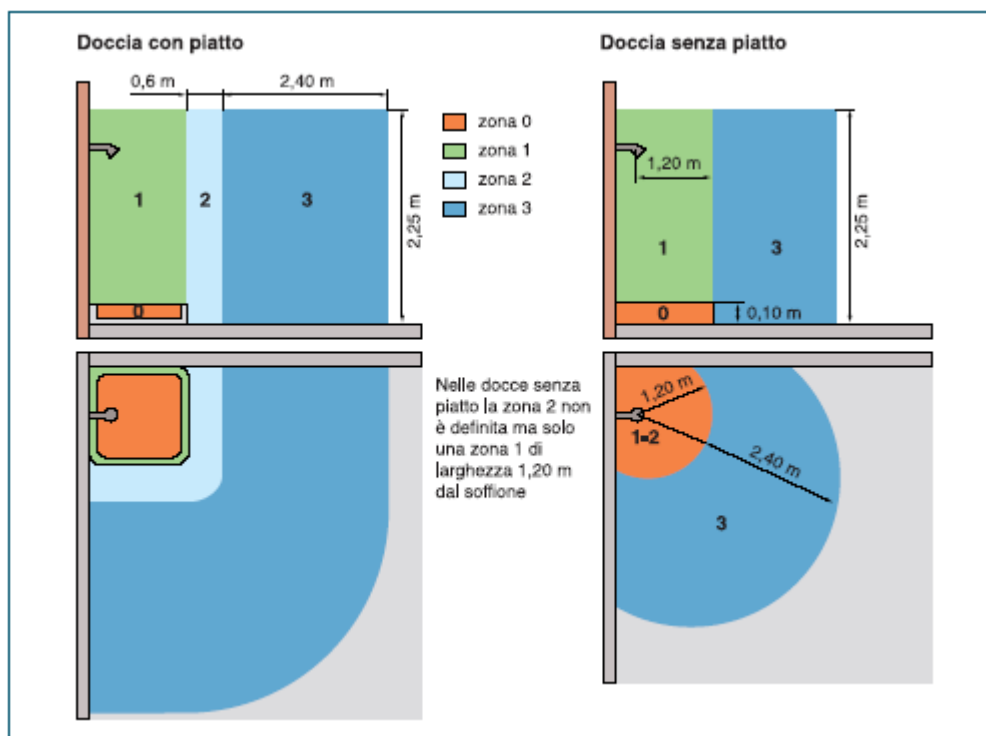 Doccia con piatto
Doccia senza piatto
0,6 m
2,40 m
zona 0
zona 1
zona 2
zona 3
1
2
3
0
2,25 m
1,20 m
1
3
0
0,10 m
2,25 m
Nelle docce senza
piatto la zona 2 non
è definita ma solo
una zona 1 di
larghezza 1,20 m
dal soffione
1,20 m
1=2
2,40 m
3